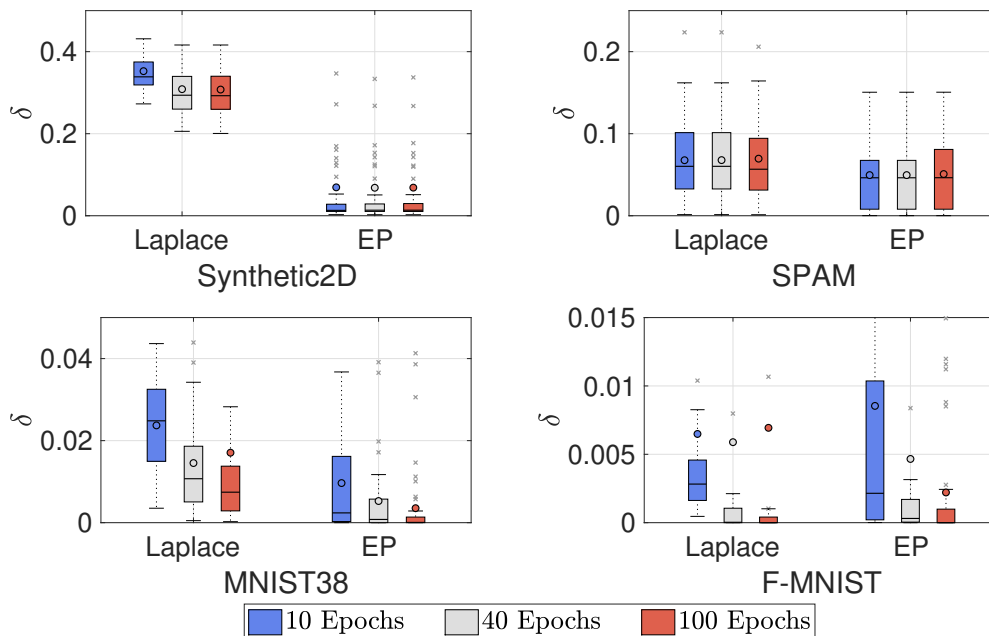 0.4
0.2
0
δ
Laplace
EP
Synthetic2D
0.2
0.1
0
δ
Laplace
EP
SPAM
0.04
0.02
0
δ
Laplace
EP
MNIST38
0.015
0.01
0.005
0
δ
Laplace
EP
F-MNIST
10 Epochs 40 Epochs 100 Epochs